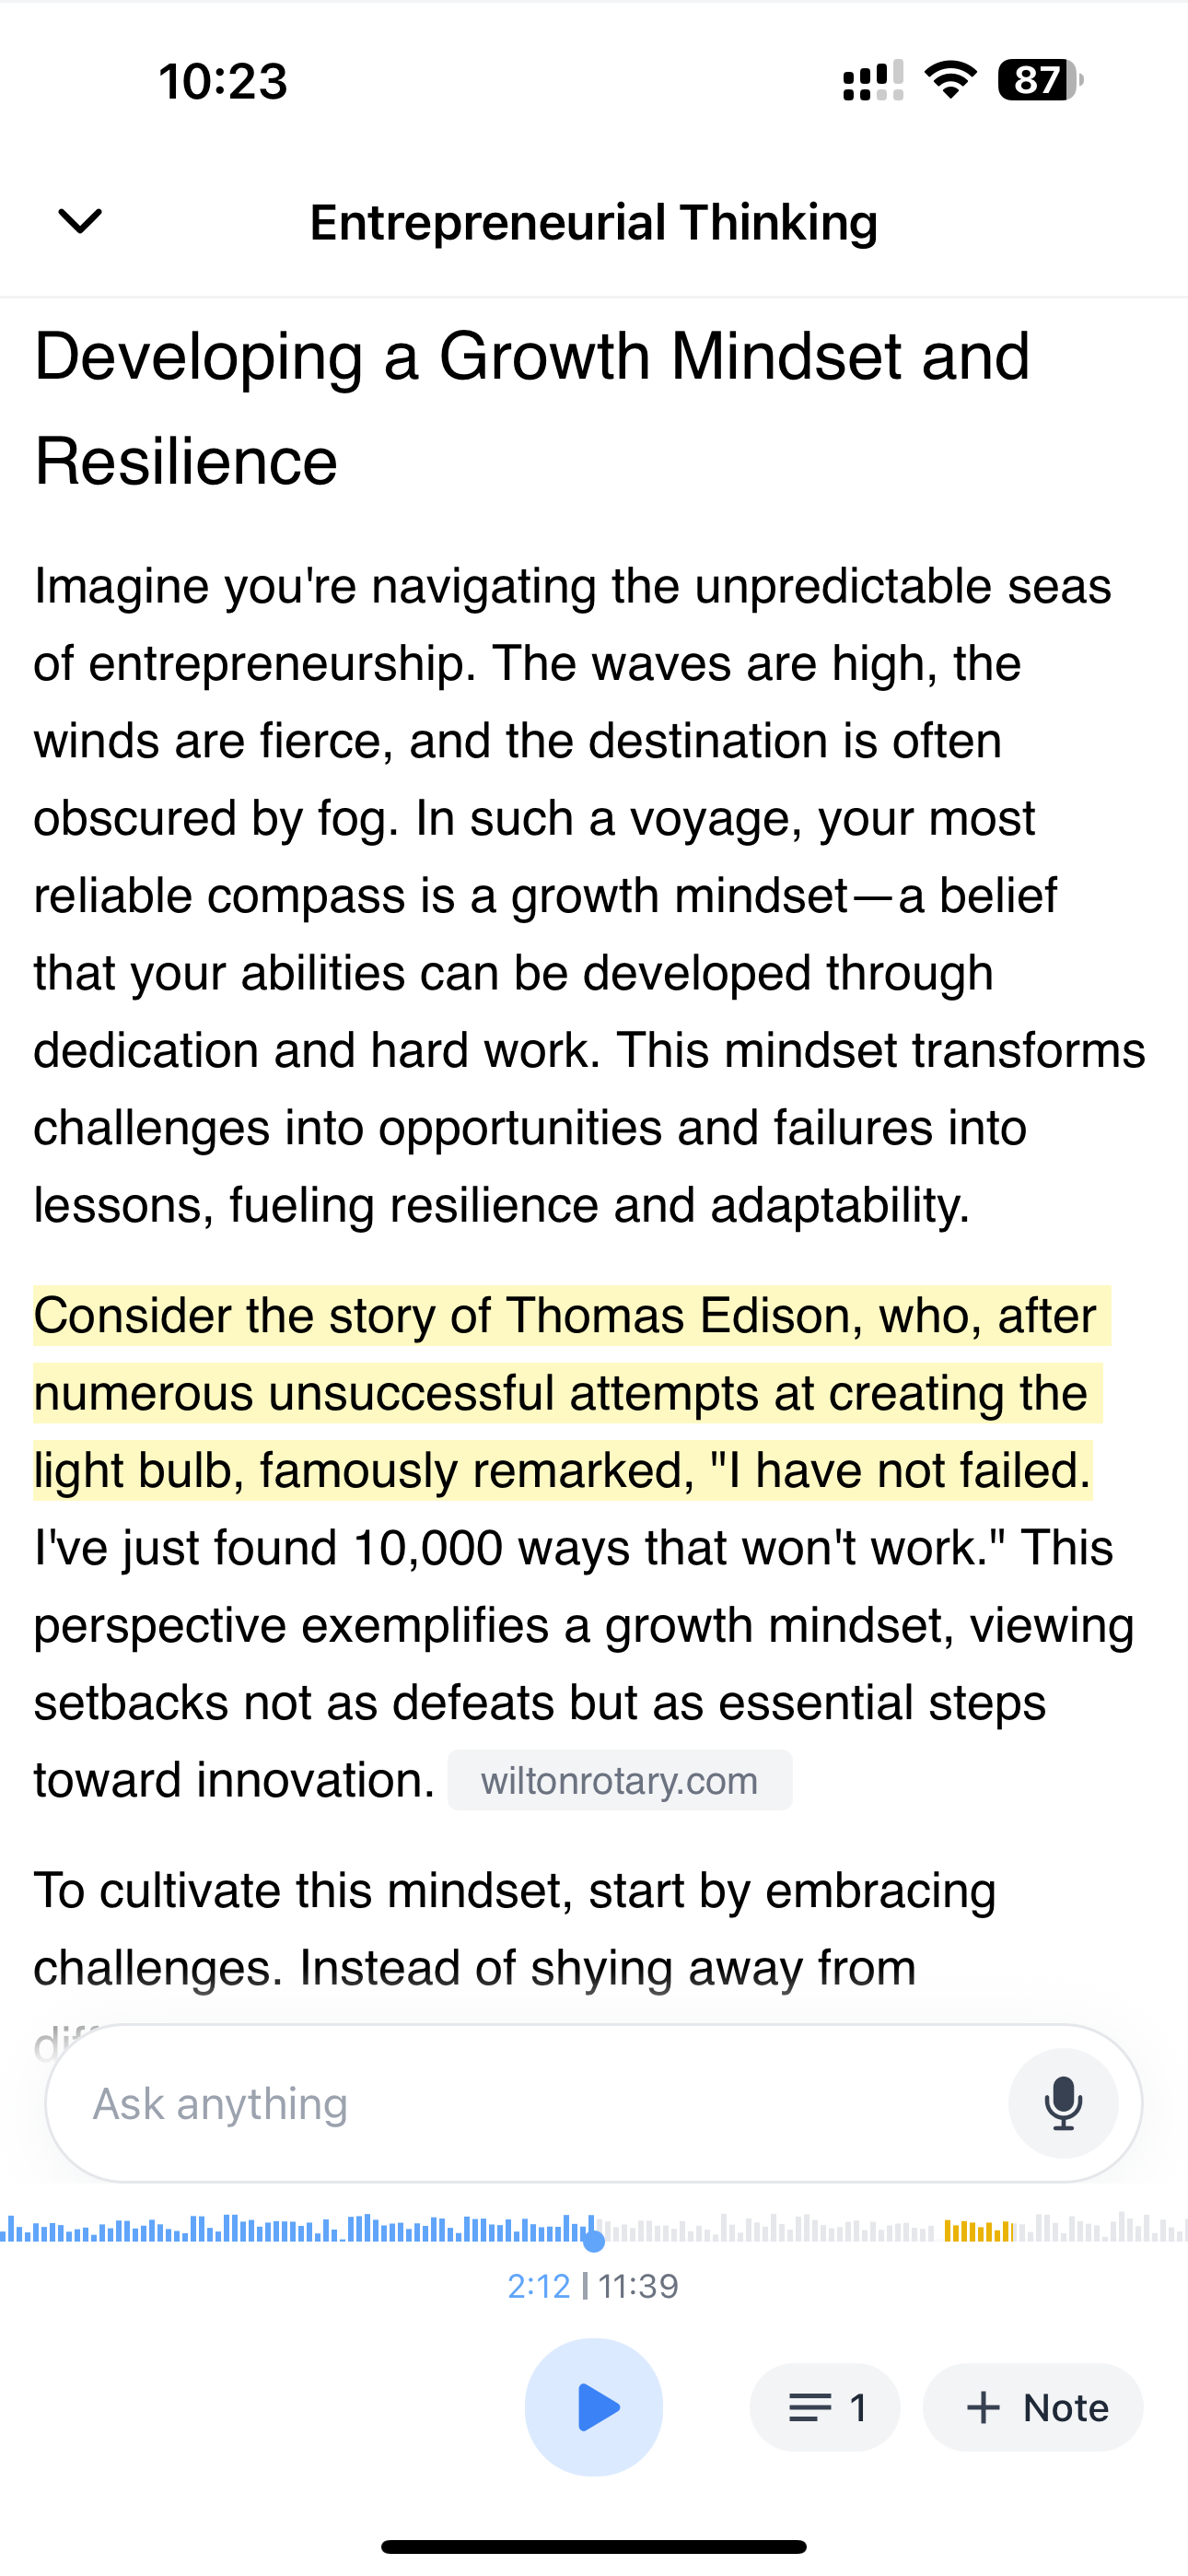 10:23
87
Entrepreneurial Thinking
Developing a Growth Mindset and
Resilience
Imagine you're navigating the unpredictable seas
of entrepreneurship. The waves are high, the
winds are fierce, and the destination is often
obscured by fog. In such a voyage, your most
reliable compass is a growth mindset—a belief
that your abilities can be developed through
dedication and hard work. This mindset transforms
challenges into opportunities and failures into
lessons, fueling resilience and adaptability.
Consider the story of Thomas Edison, who, after
numerous unsuccessful attempts at creating the
light bulb, famously remarked, "I have not failed.
I've just found 10,000 ways that won't work." This
perspective exemplifies a growth mindset, viewing
setbacks not as defeats but as essential steps
toward innovation. wiltonrotary.com
To cultivate this mindset, start by embracing
challenges. Instead of shying away from
Ask anything
2:12 | 11:39
1
+ Note